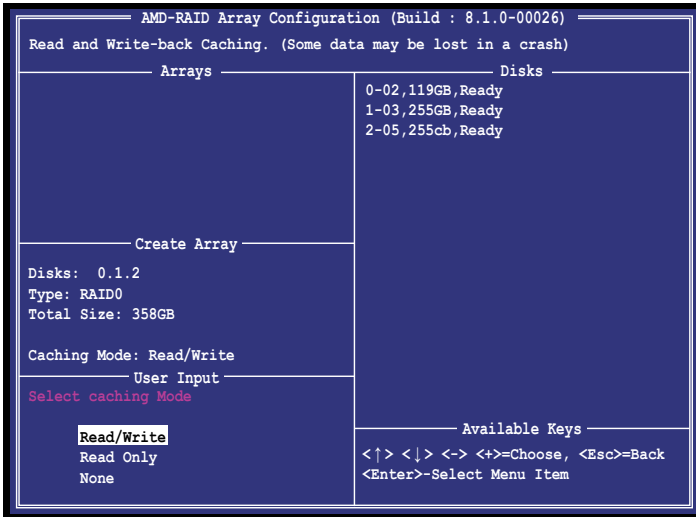 AMD-RAID Array Configuration (Build : 8.1.0-00026)
Read and Write-back Caching. (Some data may be lost in a crash)
Arrays
Disks
0-02,119GB,Ready
1-03,255GB,Ready
2-05,255cb,Ready
Create Array
Disks: 0.1.2
Type: RAID0
Total Size: 358GB
Caching Mode: Read/Write
User Input
Select caching Mode
Read/Write
Read Only
None
Available Keys
<↑> <↓> <-> <+>=Choose, <Esc>=Back
<Enter>-Select Menu Item